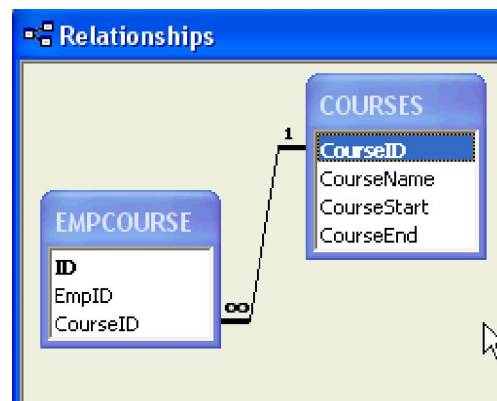 Relationships
COURSES
1
CourseID
CourseName
CourseStart
CourseEnd
EMPCOURSE
ID
EmpID
CourseID
∞